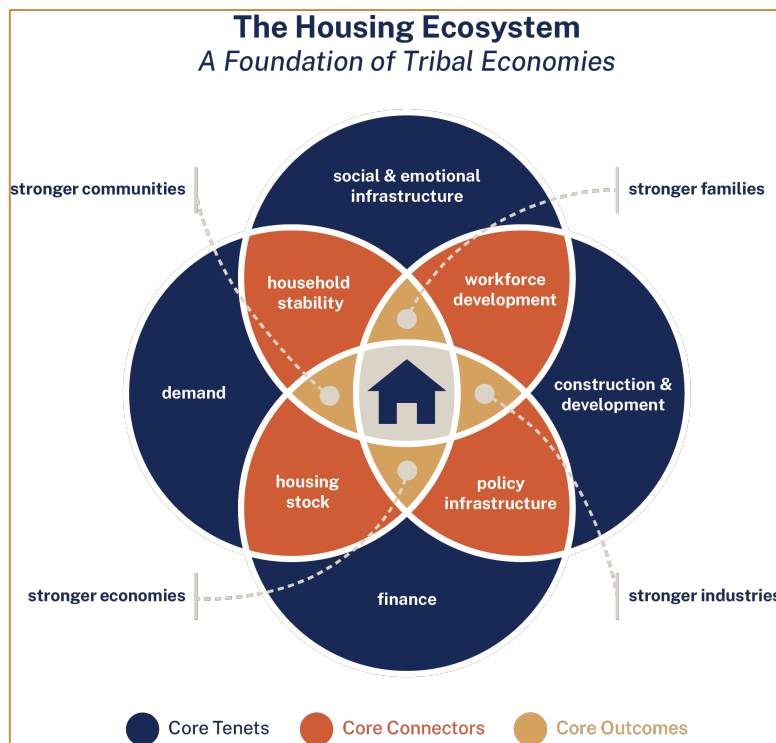 The Housing Ecosystem
A Foundation of Tribal Economies
social & emotional
infrastructure
stronger communities
stronger families
household
stability
workforce
development
demand
construction &
development
housing
stock
policy
infrastructure
stronger economies
finance
stronger industries
Core Tenets
Core Connectors
Core Outcomes